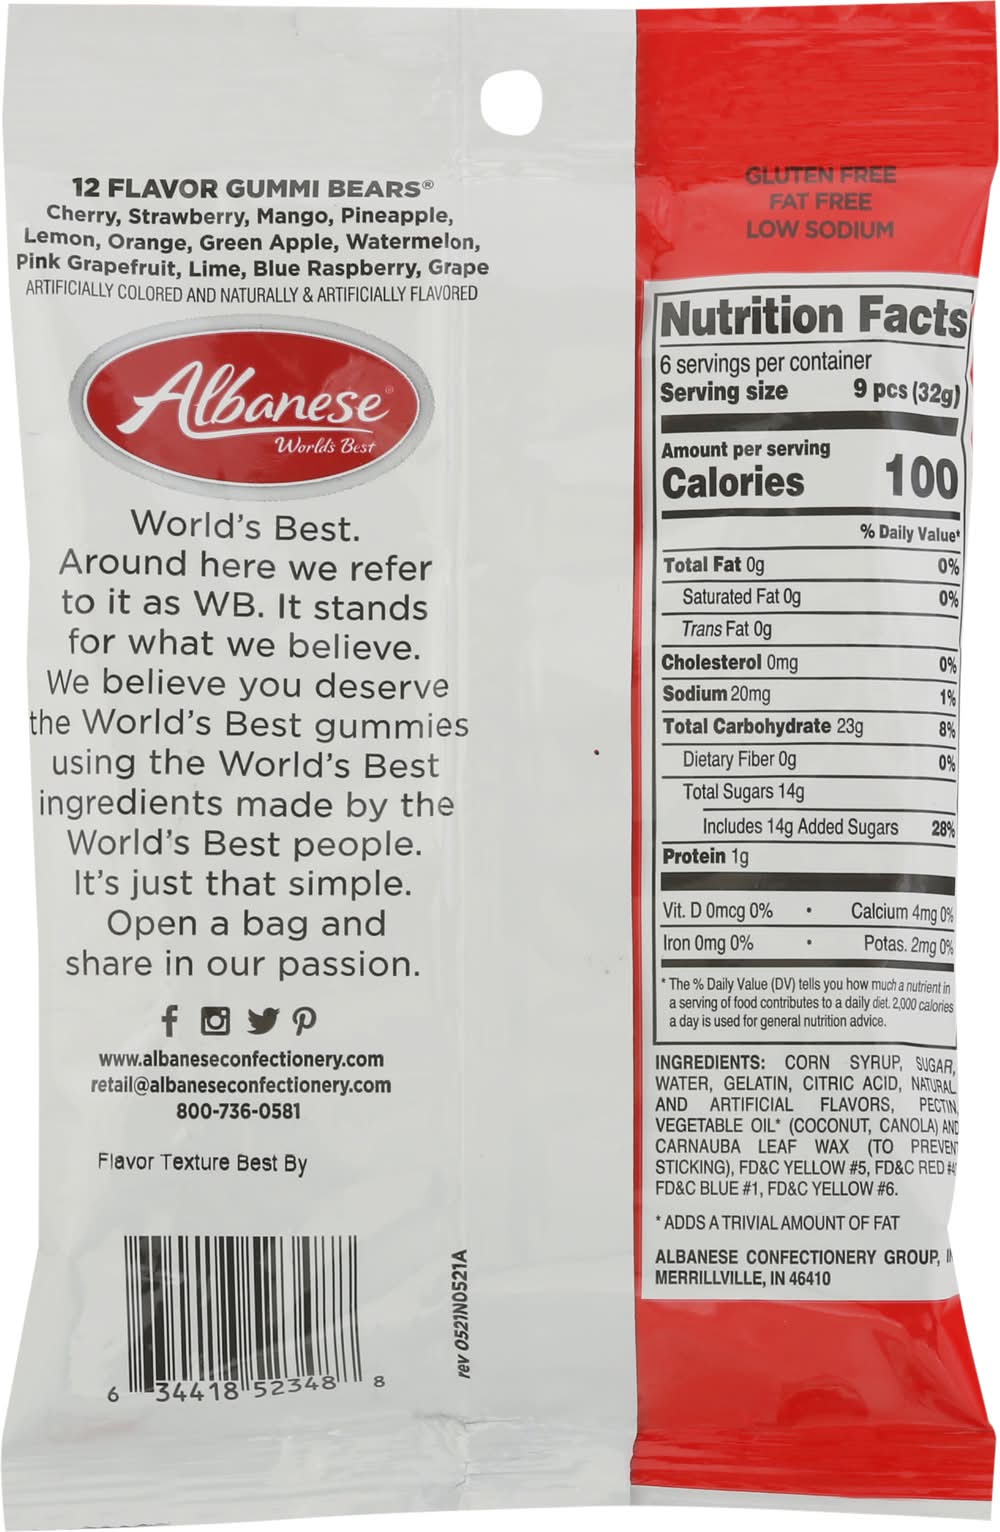 12 FLAVOR GUMMI BEARS®
Cherry, Strawberry, Mango, Pineapple,
Lemon, Orange, Green Apple, Watermelon,
Pink Grapefruit, Lime, Blue Raspberry, Grape
ARTIFICIALLY COLORED AND NATURALLY & ARTIFICIALLY FLAVORED
Albanese®
World's Best
World's Best.
Around here we refer
to it as WB. It stands
for what we believe.
We believe you deserve
the World's Best gummies
using the World's Best
ingredients made by the
World's Best people.
It's just that simple.
Open a bag and
share in our passion.
www.albaneseconfectionery.com
retail@albaneseconfectionery.com
800-736-0581
Flavor Texture Best By
6 34418 52348 8
rev 0521N0521A
GLUTEN FREE
FAT FREE
LOW SODIUM
Nutrition Facts
6 servings per container
Serving size 9 pcs (32g)
Amount per serving
Calories 100
% Daily Value*
Total Fat 0g 0%
Saturated Fat 0g 0%
Trans Fat 0g
Cholesterol 0mg 0%
Sodium 20mg 1%
Total Carbohydrate 23g 8%
Dietary Fiber 0g 0%
Total Sugars 14g
Includes 14g Added Sugars 28%
Protein 1g
Vit. D 0mcg 0% • Calcium 4mg 0%
Iron 0mg 0% • Potas. 2mg 0%
* The % Daily Value (DV) tells you how much a nutrient in
a serving of food contributes to a daily diet. 2,000 calories
a day is used for general nutrition advice.
INGREDIENTS: CORN SYRUP, SUGAR,
WATER, GELATIN, CITRIC ACID, NATURAL
AND ARTIFICIAL FLAVORS, PECTIN,
VEGETABLE OIL* (COCONUT, CANOLA) AND
CARNAUBA LEAF WAX (TO PREVENT
STICKING), FD&C YELLOW #5, FD&C RED #4
FD&C BLUE #1, FD&C YELLOW #6.
* ADDS A TRIVIAL AMOUNT OF FAT
ALBANESE CONFECTIONERY GROUP,
MERRILLVILLE, IN 46410